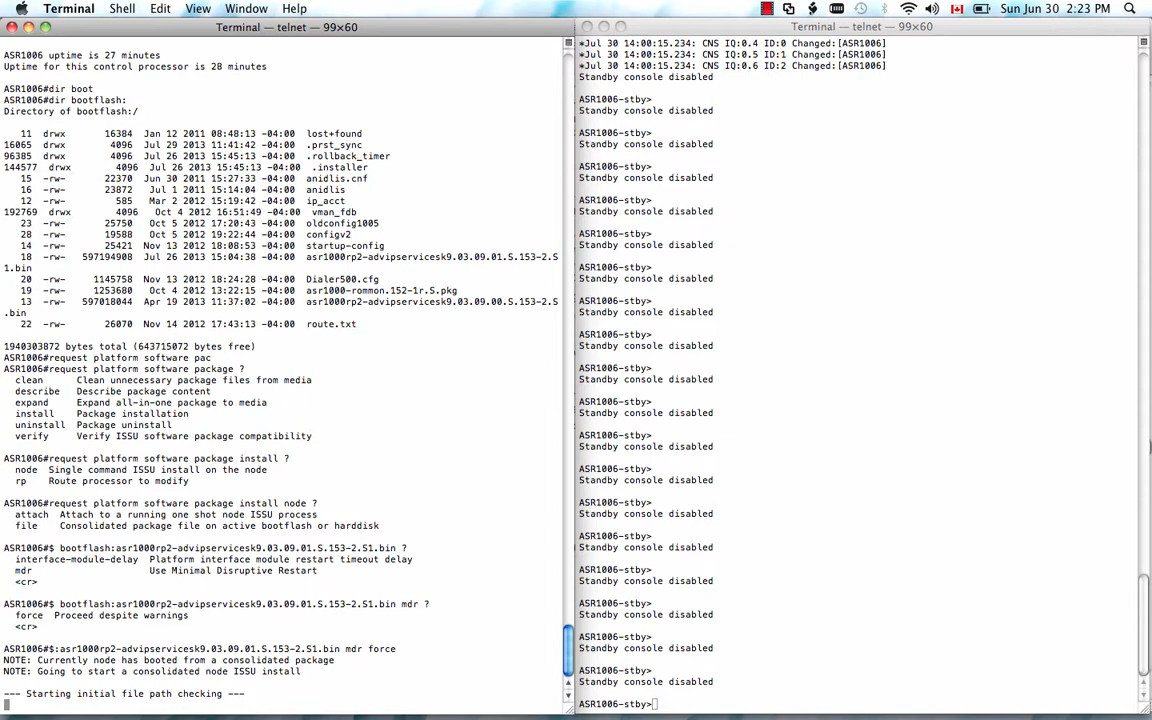 Terminal Shell Edit View Window Help Sun Jun 30 2:23 PM
Terminal — telnet — 99×60
ASR1006 uptime is 27 minutes
Uptime for this control processor is 28 minutes
ASR1006#dir boot
ASR1006#dir bootflash:
Directory of bootflash:/
11 drwx 16384 Jan 12 2011 08:48:13 -04:00 lost+found
16065 drwx 4096 Jul 29 2013 11:41:42 -04:00 .prst_sync
96385 drwx 4096 Jul 26 2013 15:45:13 -04:00 .rollback_timer
144577 drwx 4096 Jul 26 2013 15:45:13 -04:00 .installer
15 -rw- 22370 Jun 30 2011 15:27:33 -04:00 anidlis.cnf
16 -rw- 23872 Jul 1 2011 15:14:04 -04:00 anidlis
12 -rw- 585 Mar 2 2012 15:19:42 -04:00 ip_acct
192769 drwx 4096 Oct 4 2012 16:51:49 -04:00 vman_fdb
23 -rw- 25750 Oct 5 2012 17:20:43 -04:00 oldconfig1005
28 -rw- 19588 Oct 5 2012 19:22:44 -04:00 configv2
14 -rw- 25421 Nov 13 2012 18:08:53 -04:00 startup-config
18 -rw- 597194908 Jul 26 2013 15:04:38 -04:00 asr1000rp2-advipservicesk9.03.09.01.S.153-2.S
1.bin
20 -rw- 1145758 Nov 13 2012 18:24:28 -04:00 Dialer500.cfg
19 -rw- 1253680 Oct 4 2012 13:22:15 -04:00 asr1000-rommon.152-1r.S.pkg
13 -rw- 597018044 Apr 19 2013 11:37:02 -04:00 asr1000rp2-advipservicesk9.03.09.00.S.153-2.S
.bin
22 -rw- 26070 Nov 14 2012 17:43:13 -04:00 route.txt
1940303872 bytes total (643715072 bytes free)
ASR1006#request platform software pac
ASR1006#request platform software package ?
clean Clean unnecessary package files from media
describe Describe package content
expand Expand all-in-one package to media
install Package installation
uninstall Package uninstall
verify Verify ISSU software package compatibility
ASR1006#request platform software package install ?
node Single command ISSU install on the node
rp Route processor to modify
ASR1006#request platform software package install node ?
attach Attach to a running one shot node ISSU process
file Consolidated package file on active bootflash or harddisk
ASR1006#$ bootflash:asr1000rp2-advipservicesk9.03.09.01.S.153-2.S1.bin ?
interface-module-delay Platform interface module restart timeout delay
mdr Use Minimal Disruptive Restart
<cr>
ASR1006#$ bootflash:asr1000rp2-advipservicesk9.03.09.01.S.153-2.S1.bin mdr ?
force Proceed despite warnings
<cr>
ASR1006#$:asr1000rp2-advipservicesk9.03.09.01.S.153-2.S1.bin mdr force
NOTE: Currently node has booted from a consolidated package
NOTE: Going to start a consolidated node ISSU install
--- Starting initial file path checking ---
Terminal — telnet — 99×60
*Jul 30 14:00:15.234: CNS IQ:0.4 ID:0 Changed:[ASR1006]
*Jul 30 14:00:15.234: CNS IQ:0.5 ID:1 Changed:[ASR1006]
*Jul 30 14:00:15.234: CNS IQ:0.6 ID:2 Changed:[ASR1006]
Standby console disabled
ASR1006-stby>
Standby console disabled
ASR1006-stby>
Standby console disabled
ASR1006-stby>
Standby console disabled
ASR1006-stby>
Standby console disabled
ASR1006-stby>
Standby console disabled
ASR1006-stby>
Standby console disabled
ASR1006-stby>
Standby console disabled
ASR1006-stby>
Standby console disabled
ASR1006-stby>
Standby console disabled
ASR1006-stby>
Standby console disabled
ASR1006-stby>
Standby console disabled
ASR1006-stby>
Standby console disabled
ASR1006-stby>
Standby console disabled
ASR1006-stby>
Standby console disabled
ASR1006-stby>
Standby console disabled
ASR1006-stby>
Standby console disabled
ASR1006-stby>
Standby console disabled
ASR1006-stby>
Standby console disabled
ASR1006-stby>